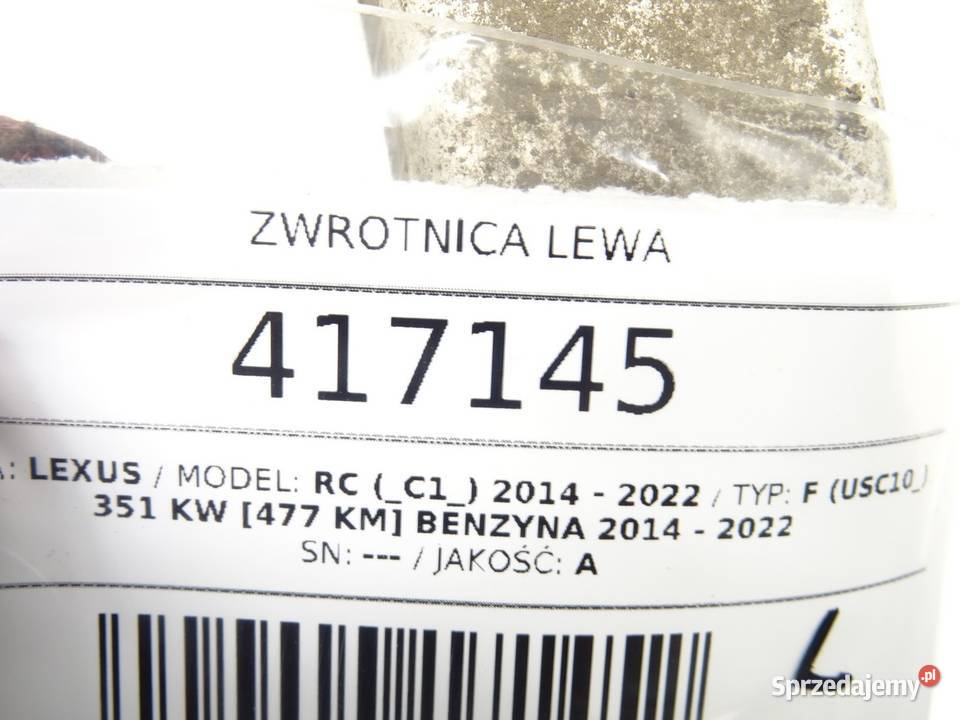 ZWROTNICA LEWA
417145
: LEXUS / MODEL: RC (_C1_) 2014 - 2022 / TYP: F (USC10_)
351 KW [477 KM] BENZYNA 2014 - 2022
SN: --- / JAKOŚĆ: A
L
Sprzedajemy.pl